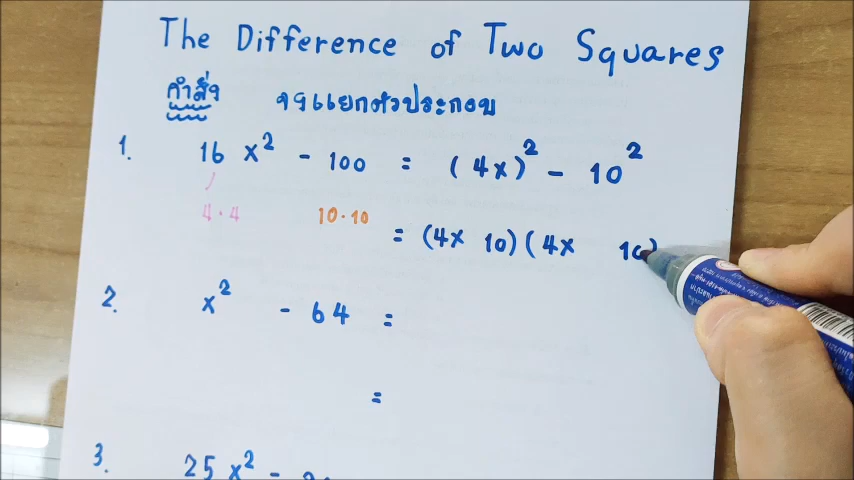 The Difference of Two Squares
คำสั่ง จงแยกตัวประกอบ
1. 16 x² - 100 = (4x)² - 10²
4·4 10·10
= (4x 10)(4x 10)
2. x² - 64 =
=
3. 25 x² -